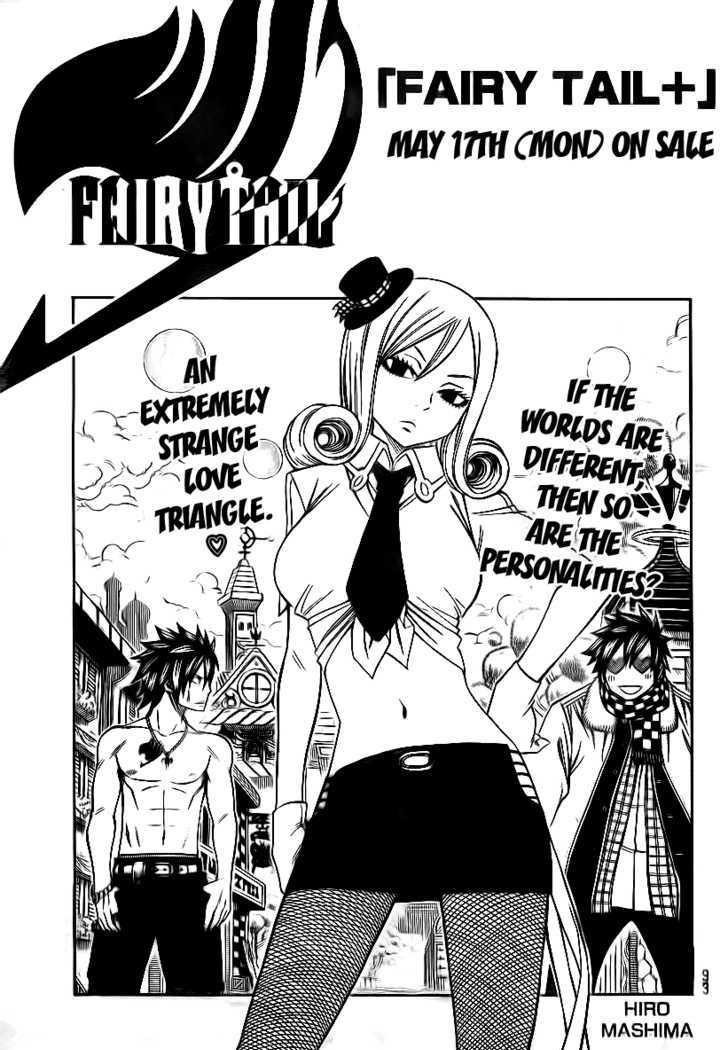 「FAIRY TAIL+」
MAY 17TH (MON) ON SALE
FAIRY TAIL
AN
EXTREMELY
STRANGE
LOVE
TRIANGLE.
♡
IF THE
WORLDS ARE
DIFFERENT,
THEN SO
ARE THE
PERSONALITIES?
93
HIRO
MASHIMA